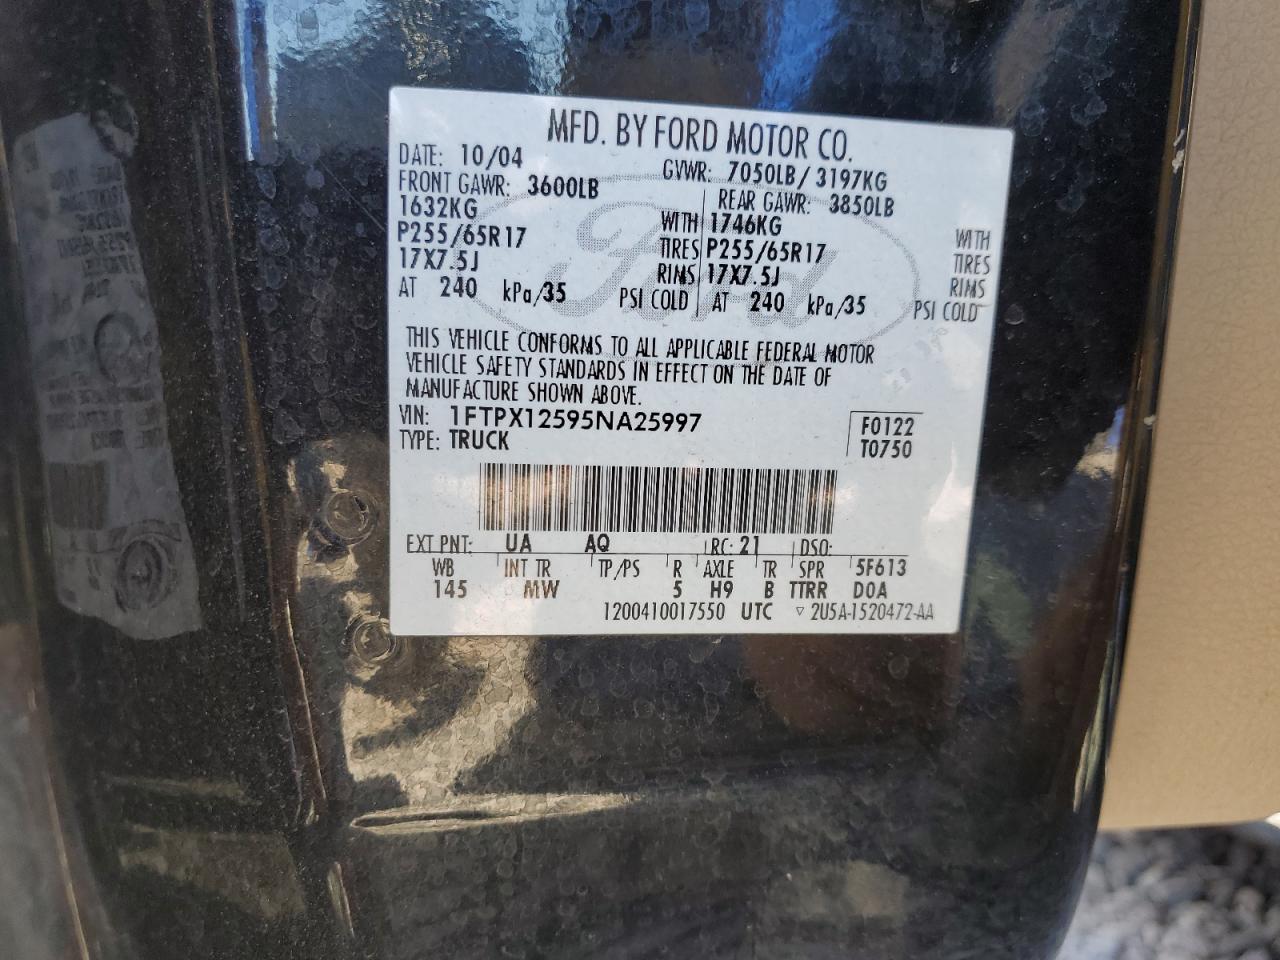 MFD. BY FORD MOTOR CO.
DATE: 10/04 GVWR: 7050LB/3197KG
FRONT GAWR: 3600LB REAR GAWR: 3850LB
1632KG WITH 1746KG WITH
P255/65R17 TIRES P255/65R17 TIRES
17X7.5J RIMS 17X7.5J RIMS
AT 240 kPa/35 PSI COLD AT 240 kPa/35 PSI COLD
Ford
THIS VEHICLE CONFORMS TO ALL APPLICABLE FEDERAL MOTOR
VEHICLE SAFETY STANDARDS IN EFFECT ON THE DATE OF
MANUFACTURE SHOWN ABOVE.
VIN: 1FTPX12595NA25997 F0122
TYPE: TRUCK T0750
EXT PNT: UA AQ RC: 21 DSO:
WB INT TR TP/PS R AXLE TR SPR 5F613
145 MW 5 H9 B TTRR DOA
1200410017550 UTC ▽ 2U5A-1520472-AA